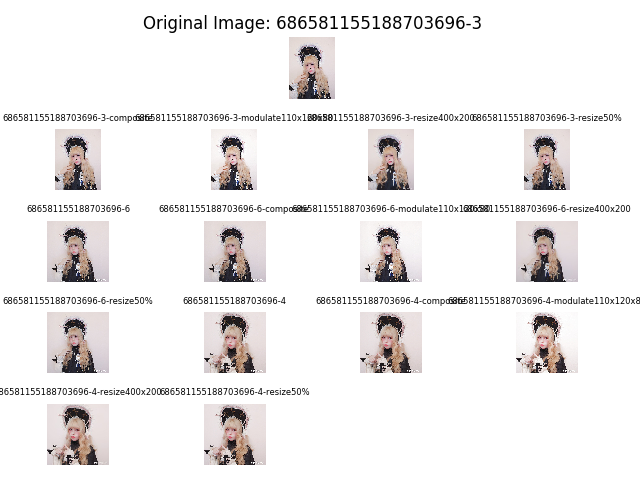 Original Image: 686581155188703696-3
686581155188703696-3-composite
686581155188703696-3-modulate110x120x80
686581155188703696-3-resize400x200
686581155188703696-3-resize50%
686581155188703696-6
686581155188703696-6-composite
686581155188703696-6-modulate110x120x80
686581155188703696-6-resize400x200
686581155188703696-6-resize50%
686581155188703696-4
686581155188703696-4-composite
686581155188703696-4-modulate110x120x8
686581155188703696-4-resize400x200
686581155188703696-4-resize50%